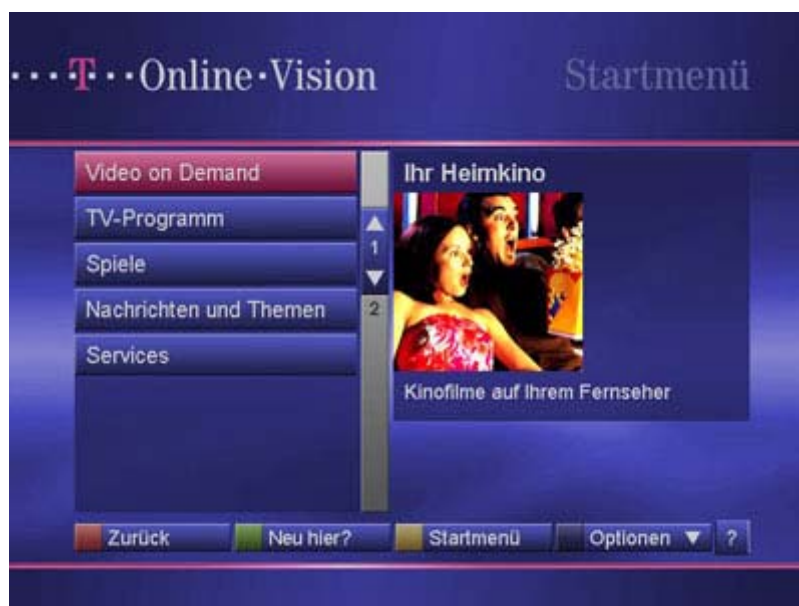 ····T···Online·Vision
Startmenü
Video on Demand
TV-Programm
Spiele
Nachrichten und Themen
Services
1
2
Ihr Heimkino
Kinofilme auf Ihrem Fernseher
Zurück
Neu hier?
Startmenü
Optionen ▼
?